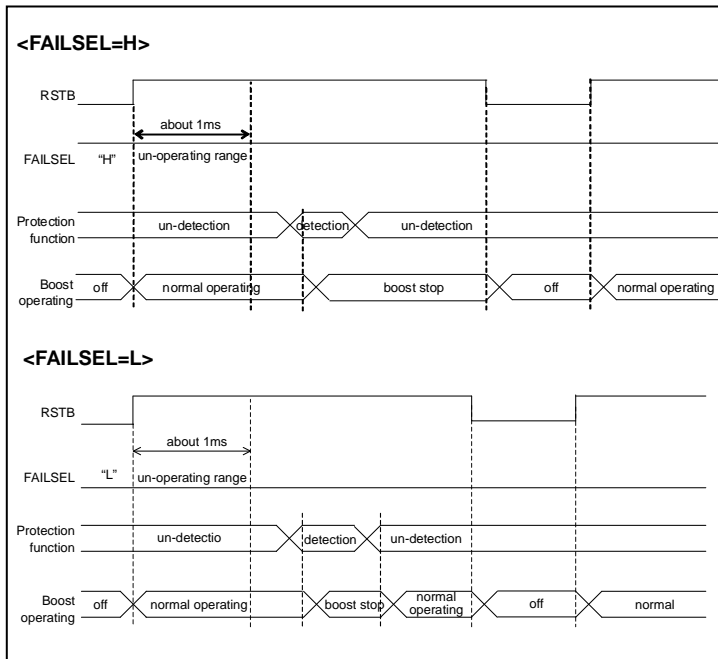 <FAILSEL=H>
RSTB
about 1ms
FAILSEL "H" un-operating range
Protection
function
un-detection detection un-detection
Boost
operating
off normal operating boost stop off normal operating
<FAILSEL=L>
RSTB
about 1ms
FAILSEL "L" un-operating range
Protection
function
un-detectio detection un-detection
Boost
operating
off normal operating boost stop normal
operating off normal